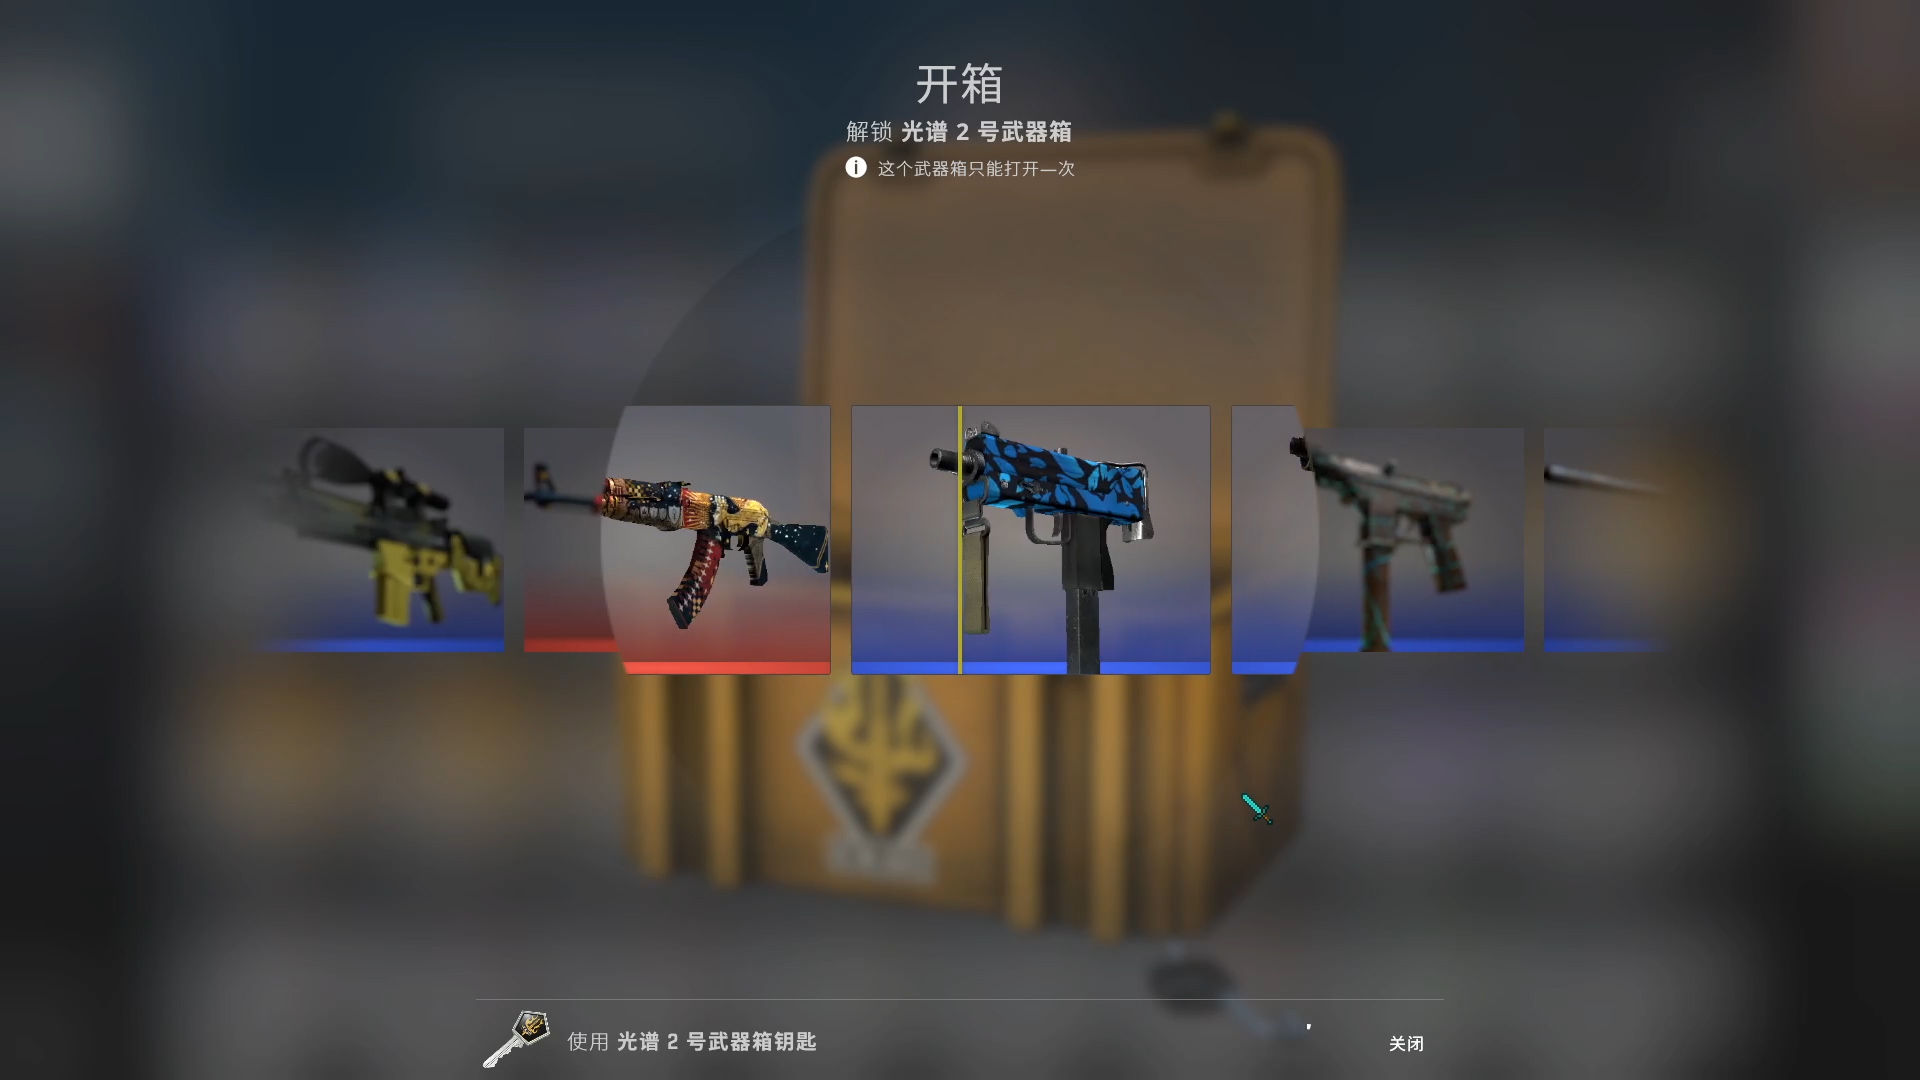 开箱
解锁 光谱 2 号武器箱
这个武器箱只能打开一次
使用 光谱 2 号武器箱钥匙
关闭